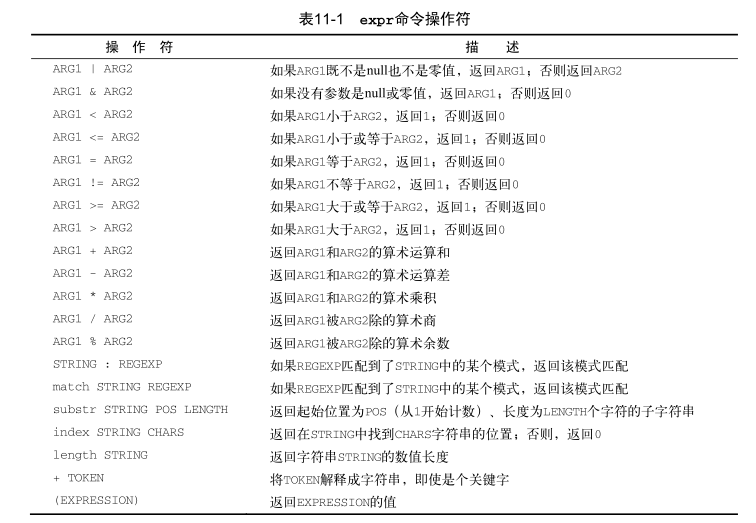 表11-1 expr命令操作符
操作符 描述
ARG1 | ARG2 如果ARG1既不是null也不是零值，返回ARG1；否则返回ARG2
ARG1 & ARG2 如果没有参数是null或零值，返回ARG1；否则返回0
ARG1 < ARG2 如果ARG1小于ARG2，返回1；否则返回0
ARG1 <= ARG2 如果ARG1小于或等于ARG2，返回1；否则返回0
ARG1 = ARG2 如果ARG1等于ARG2，返回1；否则返回0
ARG1 != ARG2 如果ARG1不等于ARG2，返回1；否则返回0
ARG1 >= ARG2 如果ARG1大于或等于ARG2，返回1；否则返回0
ARG1 > ARG2 如果ARG1大于ARG2，返回1；否则返回0
ARG1 + ARG2 返回ARG1和ARG2的算术运算和
ARG1 - ARG2 返回ARG1和ARG2的算术运算差
ARG1 * ARG2 返回ARG1和ARG2的算术乘积
ARG1 / ARG2 返回ARG1被ARG2除的算术商
ARG1 % ARG2 返回ARG1被ARG2除的算术余数
STRING : REGEXP 如果REGEXP匹配到了STRING中的某个模式，返回该模式匹配
match STRING REGEXP 如果REGEXP匹配到了STRING中的某个模式，返回该模式匹配
substr STRING POS LENGTH 返回起始位置为POS（从1开始计数）、长度为LENGTH个字符的子字符串
index STRING CHARS 返回在STRING中找到CHARS字符串的位置；否则，返回0
length STRING 返回字符串STRING的数值长度
+ TOKEN 将TOKEN解释成字符串，即使是个关键字
(EXPRESSION) 返回EXPRESSION的值